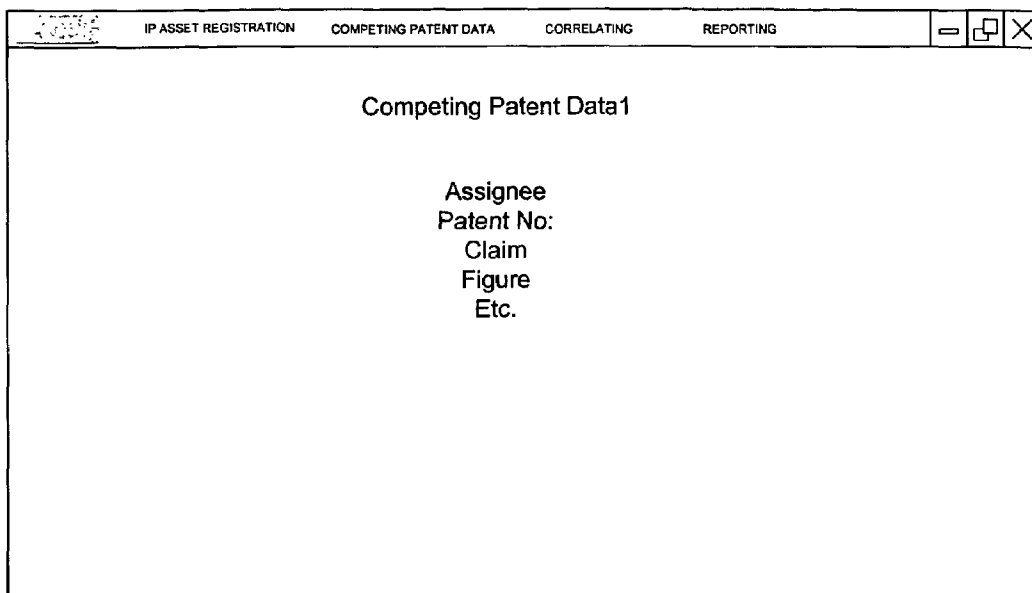 IP ASSET REGISTRATION COMPETING PATENT DATA CORRELATING REPORTING
Competing Patent Data1
Assignee
Patent No:
Claim
Figure
Etc.